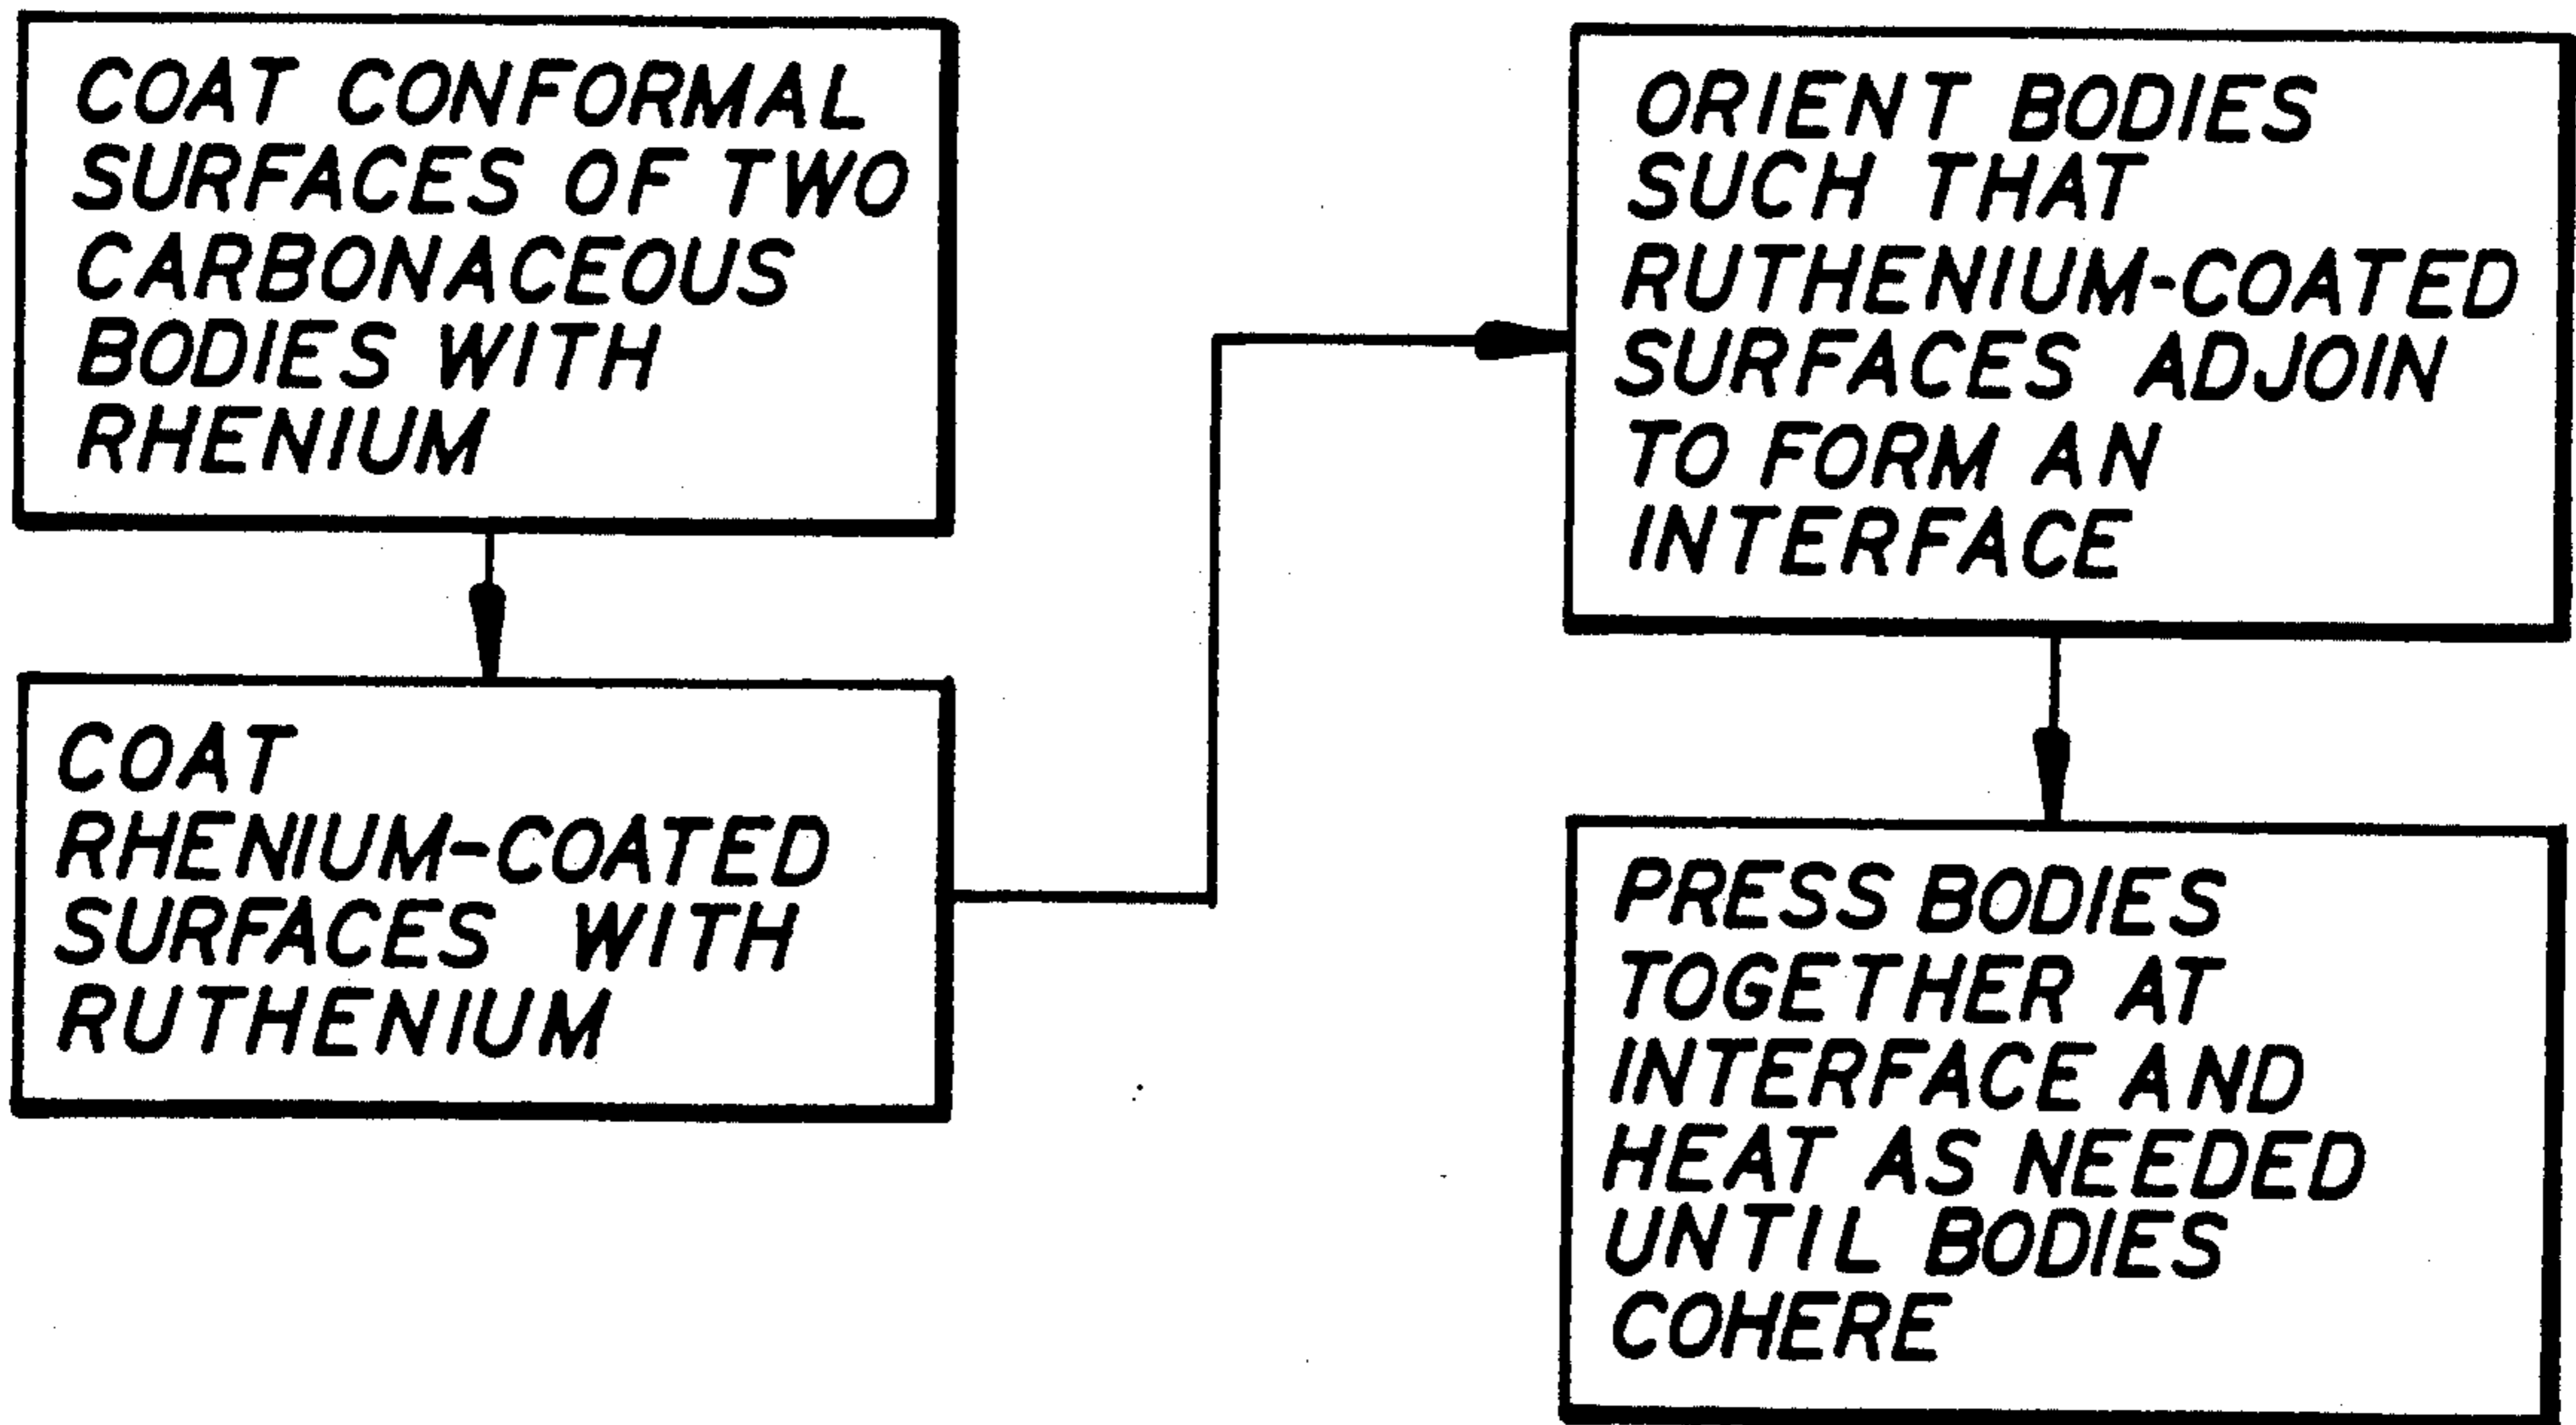 COAT CONFORMAL
SURFACES OF TWO
CARBONACEOUS
BODIES WITH
RHENIUM
COAT
RHENIUM-COATED
SURFACES WITH
RUTHENIUM
ORIENT BODIES
SUCH THAT
RUTHENIUM-COATED
SURFACES ADJOIN
TO FORM AN
INTERFACE
PRESS BODIES
TOGETHER AT
INTERFACE AND
HEAT AS NEEDED
UNTIL BODIES
COHERE